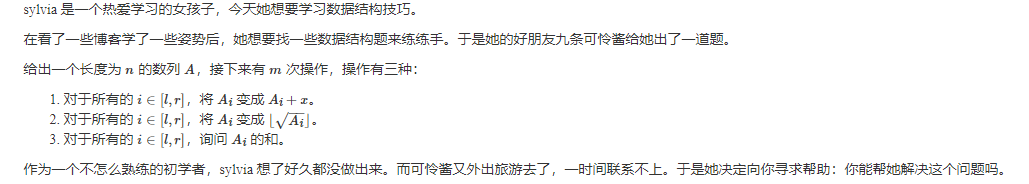 sylvia 是一个热爱学习的女孩子，今天她想要学习数据结构技巧。
在看了一些博客学了一些姿势后，她想要找一些数据结构题来练练手。于是她的好朋友九条可怜酱给她出了一道题。
给出一个长度为 n 的数列 A，接下来有 m 次操作，操作有三种：
1. 对于所有的 i ∈ [l, r]，将 A_i 变成 A_i + x。
2. 对于所有的 i ∈ [l, r]，将 A_i 变成 ⌊√A_i⌋。
3. 对于所有的 i ∈ [l, r]，询问 A_i 的和。
作为一个不怎么熟练的初学者，sylvia 想了好久都没做出来。而可怜酱又外出旅游去了，一时间联系不上。于是她决定向你寻求帮助：你能帮她解决这个问题吗。